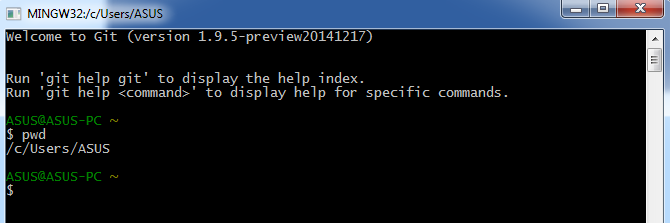 MINGW32:/c/Users/ASUS
Welcome to Git (version 1.9.5-preview20141217)
Run 'git help git' to display the help index.
Run 'git help <command>' to display help for specific commands.
ASUS@ASUS-PC ~
$ pwd
/c/Users/ASUS
ASUS@ASUS-PC ~
$